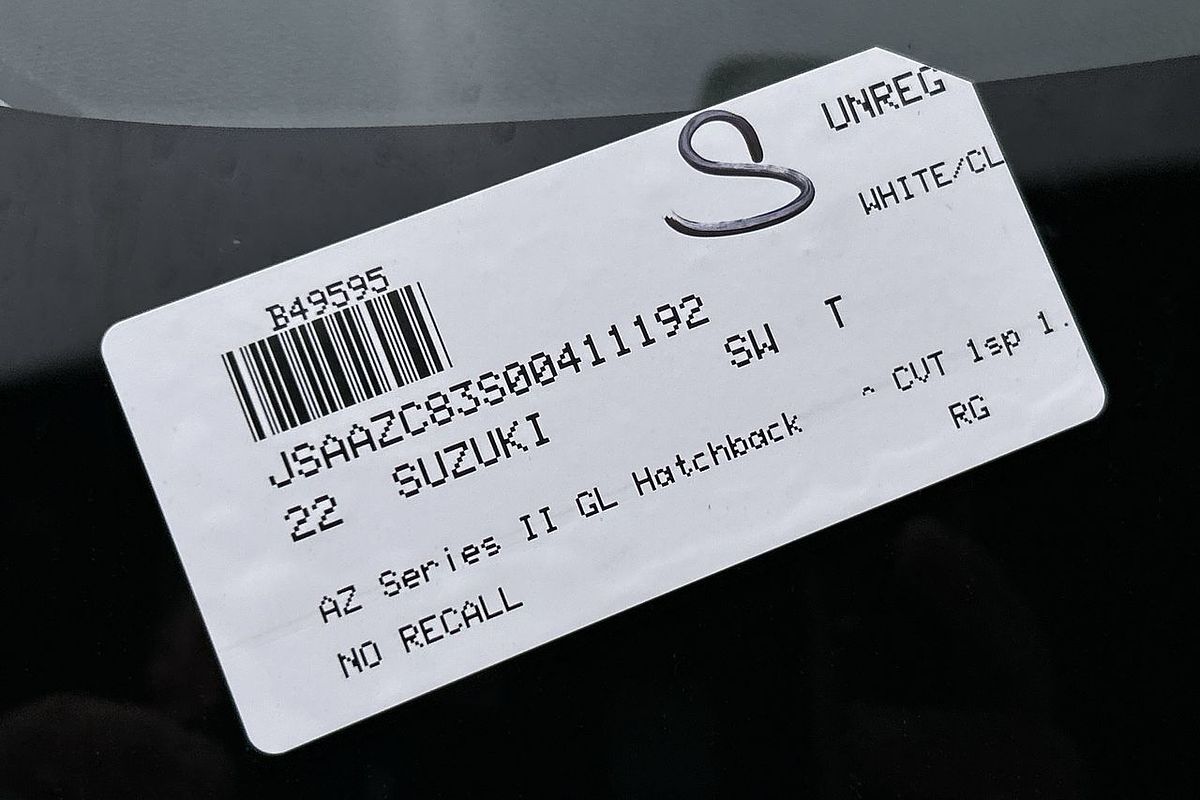 UNREG
S
WHITE/CL
B49595
JSAAZC83S00411192
SW T
22 SUZUKI
AZ Series II GL Hatchback ^ CVT 1sp 1.
RG
NO RECALL